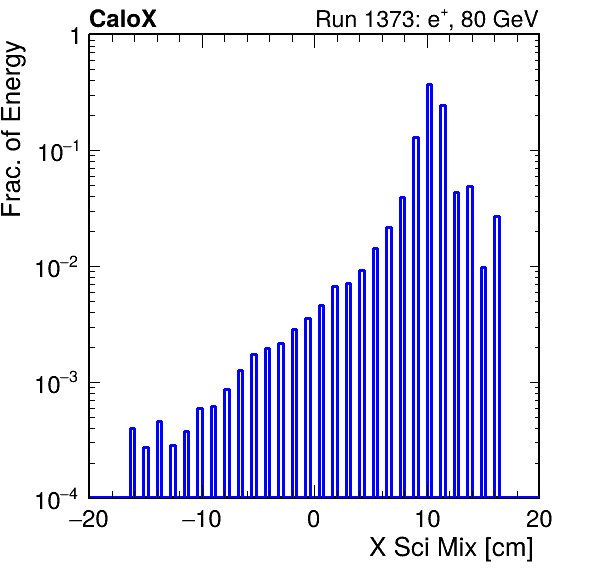 CaloX Run 1373: e⁺, 80 GeV
Frac. of Energy
1
10⁻¹
10⁻²
10⁻³
10⁻⁴
−20 −10 0 10 20
X Sci Mix [cm]